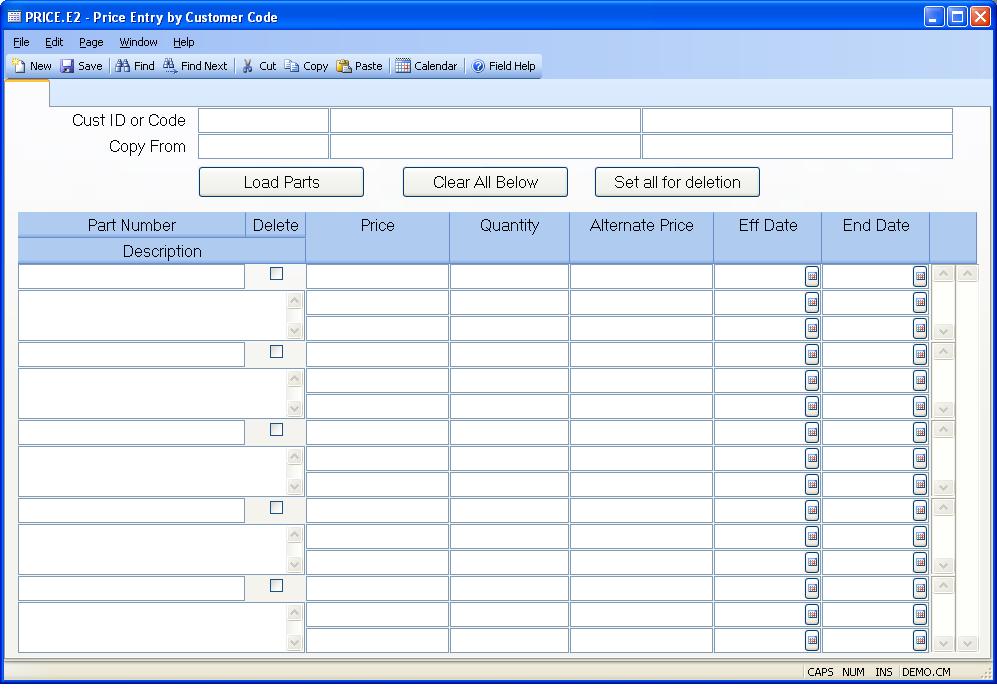 PRICE.E2 - Price Entry by Customer Code
File Edit Page Window Help
New Save Find Find Next Cut Copy Paste Calendar Field Help
Cust ID or Code
Copy From
Load Parts Clear All Below Set all for deletion
Part Number Delete Price Quantity Alternate Price Eff Date End Date
Description
CAPS NUM INS DEMO.CM